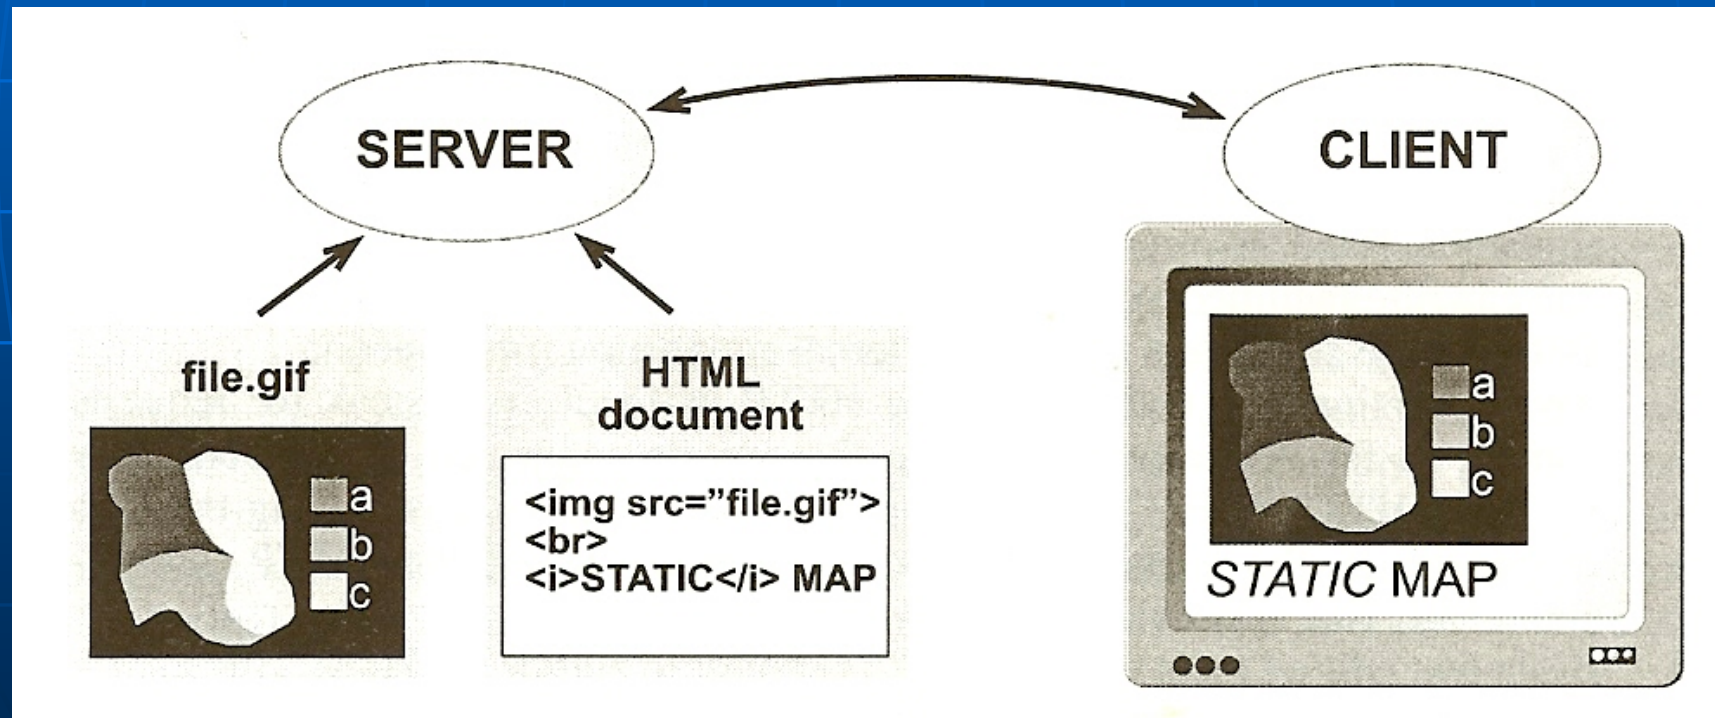 SERVER
CLIENT
file.gif
a
b
c
HTML
document
<img src=”file.gif”>
<br>
<i>STATIC</i> MAP
a
b
c
STATIC MAP